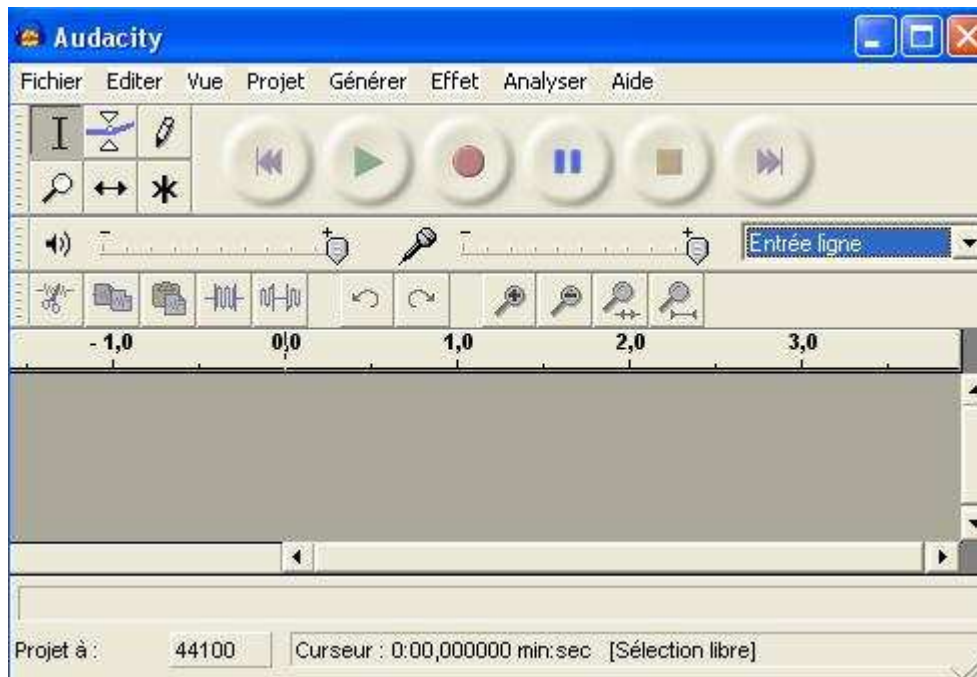 Audacity
Fichier Editer Vue Projet Générer Effet Analyser Aide
Entrée ligne
- 1,0 0,0 1,0 2,0 3,0
Projet à : 44100 Curseur : 0:00,000000 min:sec [Sélection libre]